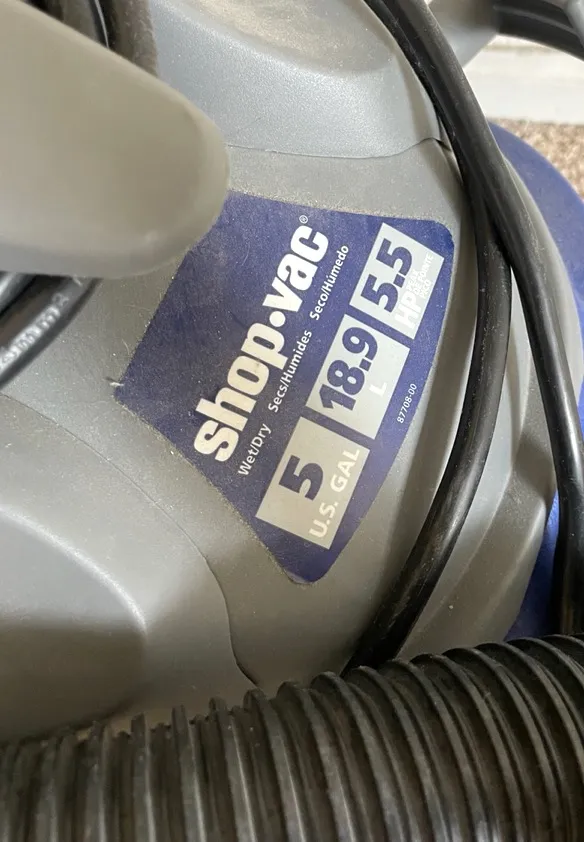 shop•vac®
Wet/Dry Secs/Humides Seco/Húmedo
5
U.S. GAL
18.9
L
5.5
HP
87708-00